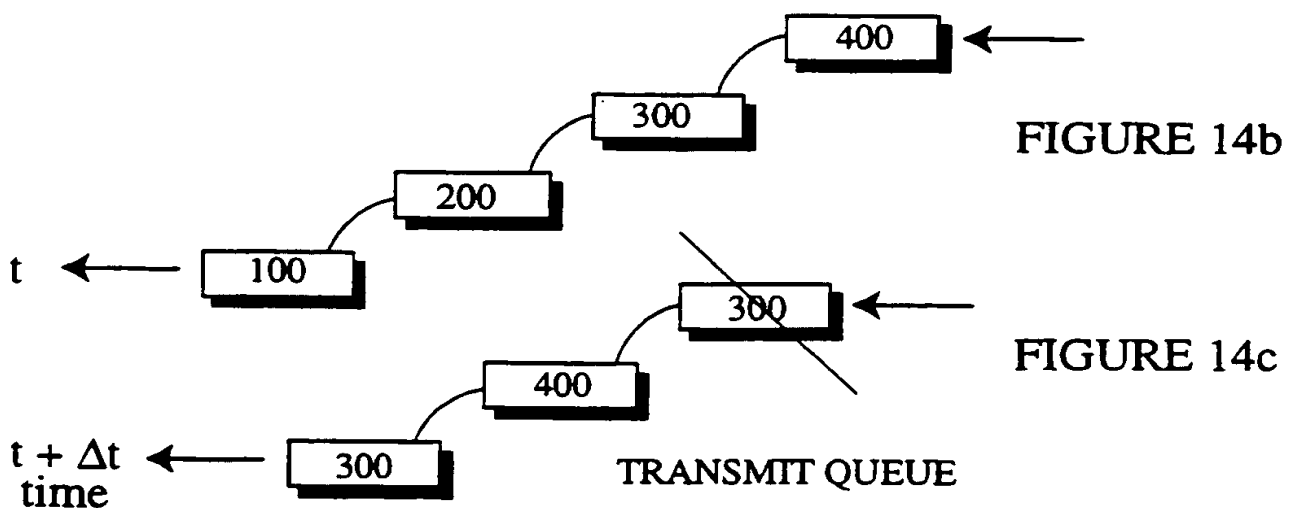 400
300
FIGURE 14b
200
t
100
300
FIGURE 14c
400
t + Δt
time
300
TRANSMIT QUEUE